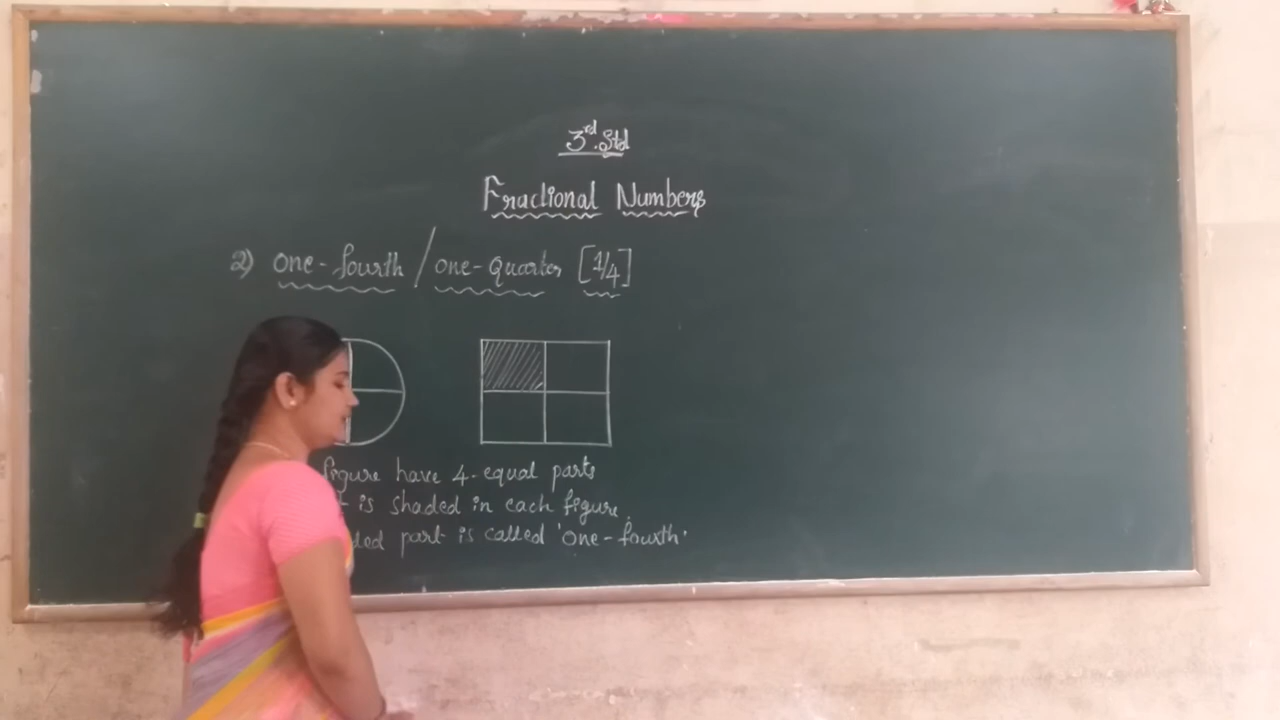 3rd. Std
Fractional Numbers
2) one-fourth / one-quarter [1/4]
figure have 4-equal parts
is shaded in each figure.
part is called 'one-fourth'